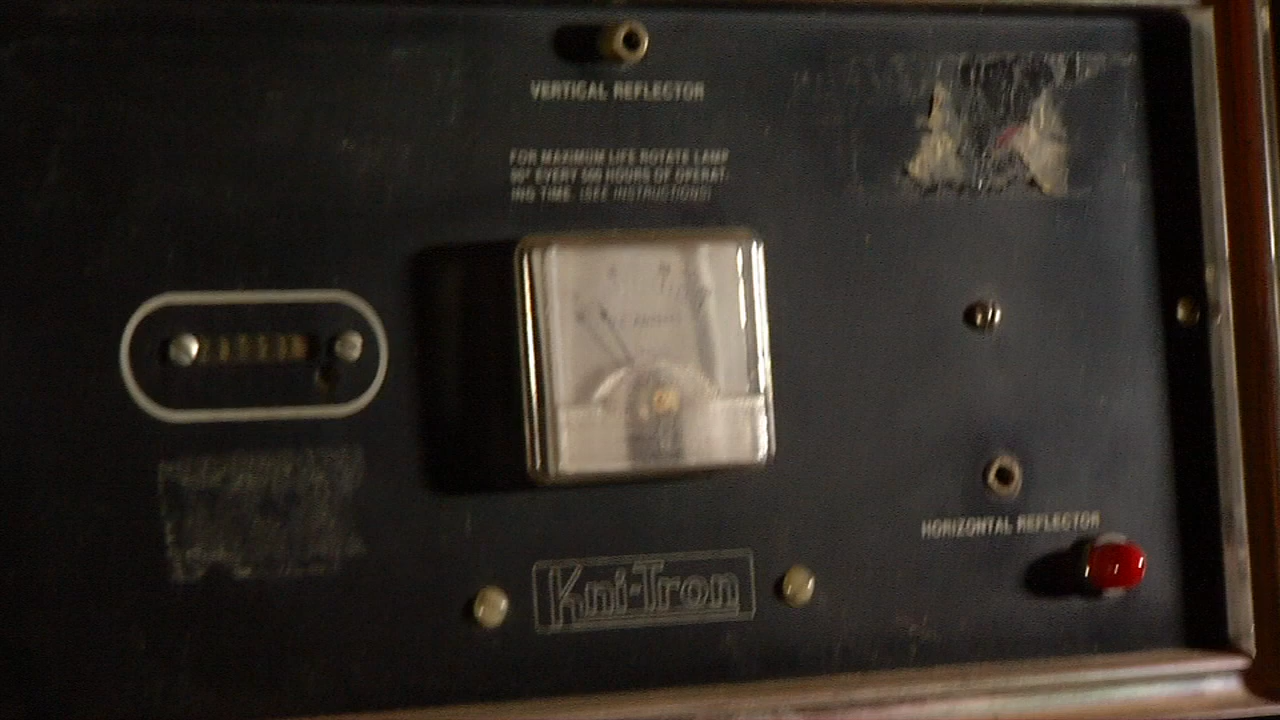 VERTICAL REFLECTOR
FOR MAXIMUM LIFE ROTATE LAMP
90° EVERY 500 HOURS OF OPERAT-
ING TIME. (SEE INSTRUCTIONS)
Kni-Tron
HORIZONTAL REFLECTOR